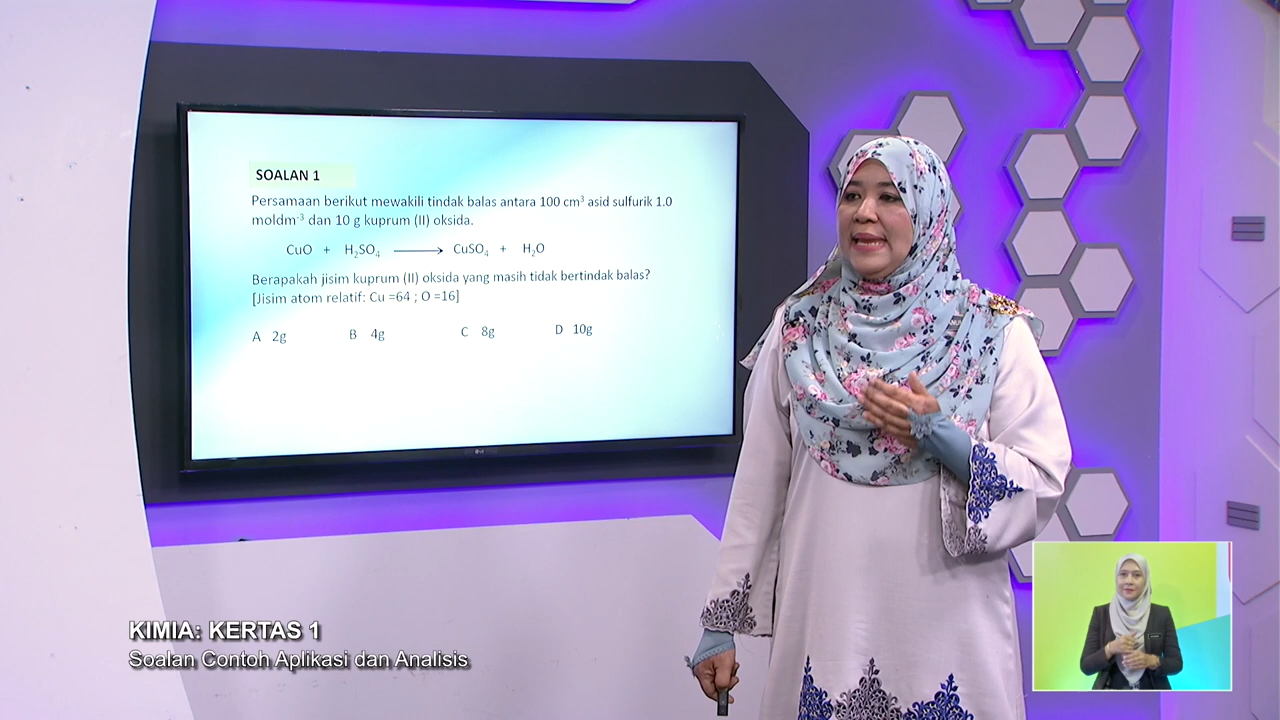 SOALAN 1
Persamaan berikut mewakili tindak balas antara 100 cm³ asid sulfurik 1.0
moldm⁻³ dan 10 g kuprum (II) oksida.
CuO + H₂SO₄ ⟶ CuSO₄ + H₂O
Berapakah jisim kuprum (II) oksida yang masih tidak bertindak balas?
[Jisim atom relatif: Cu =64 ; O =16]
A 2g B 4g C 8g D 10g
KIMIA: KERTAS 1
Soalan Contoh Aplikasi dan Analisis